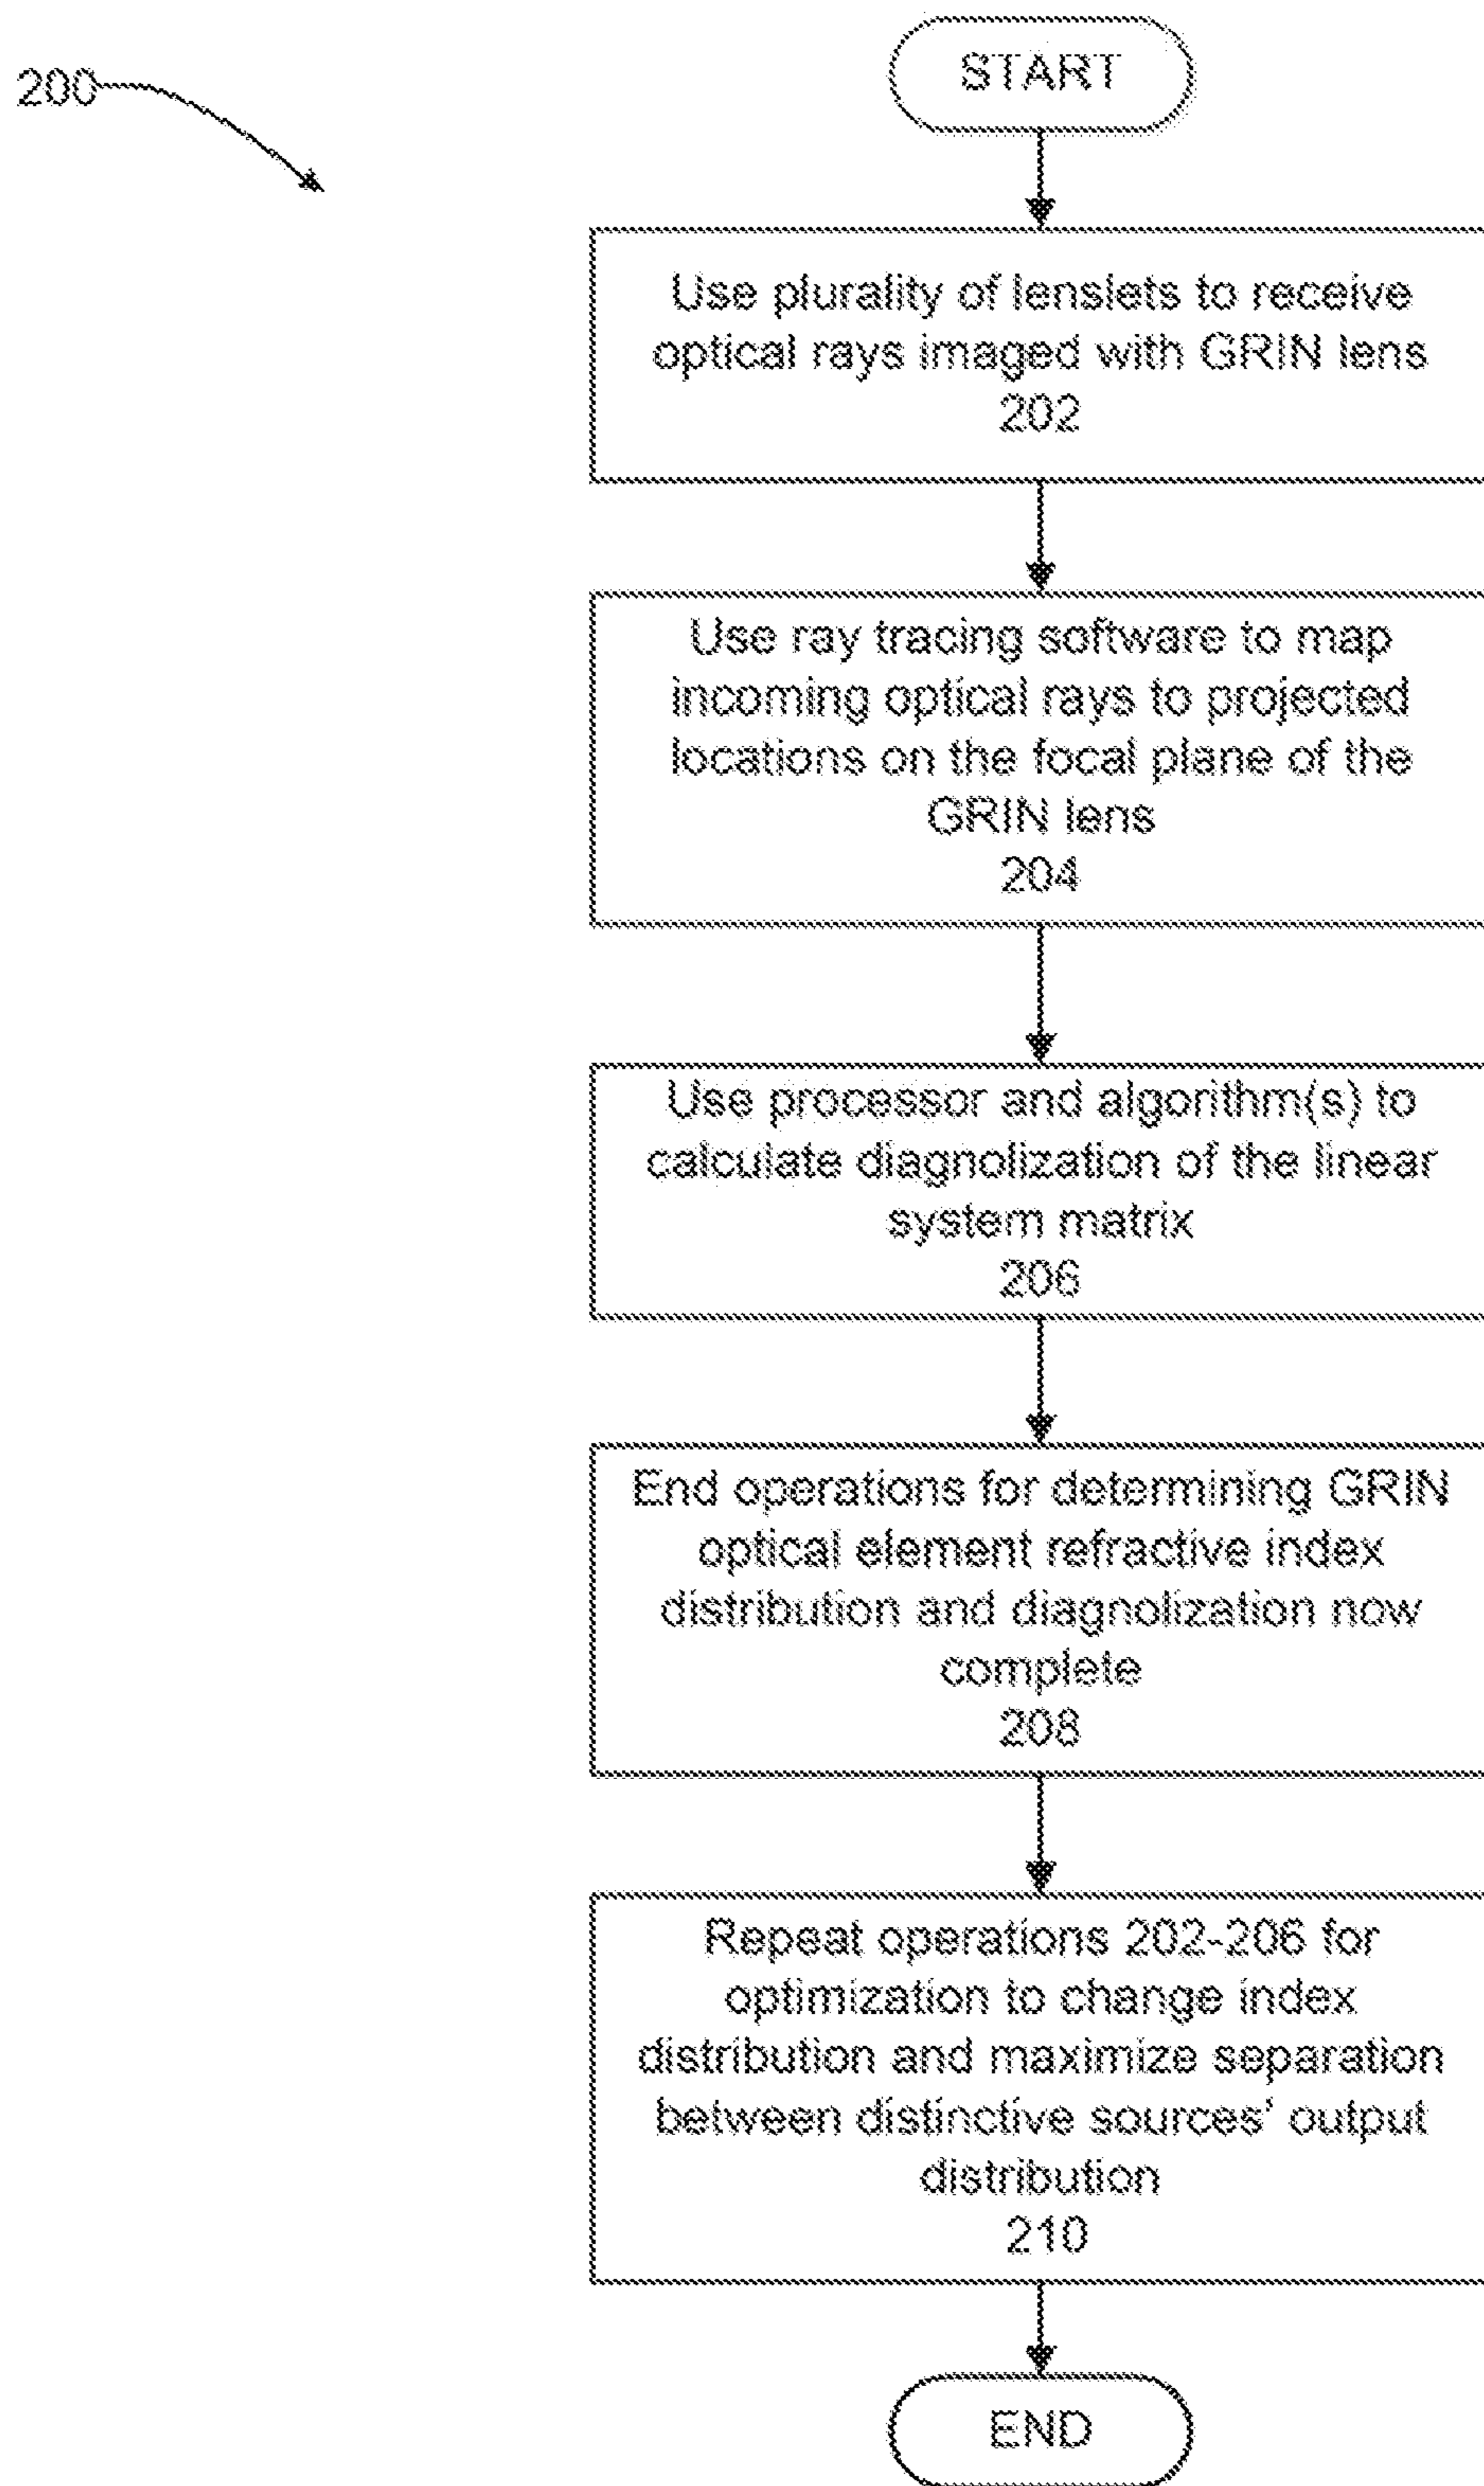 200
START
Use plurality of lenslets to receive
optical rays imaged with GRIN lens
202
Use ray tracing software to map
incoming optical rays to projected
locations on the focal plane of the
GRIN lens
204
Use processor and algorithm(s) to
calculate diagnolization of the linear
system matrix
206
End operations for determining GRIN
optical element refractive index
distribution and diagnolization now
complete
208
Repeat operations 202-206 for
optimization to change index
distribution and maximize separation
between distinctive sources' output
distribution
210
END